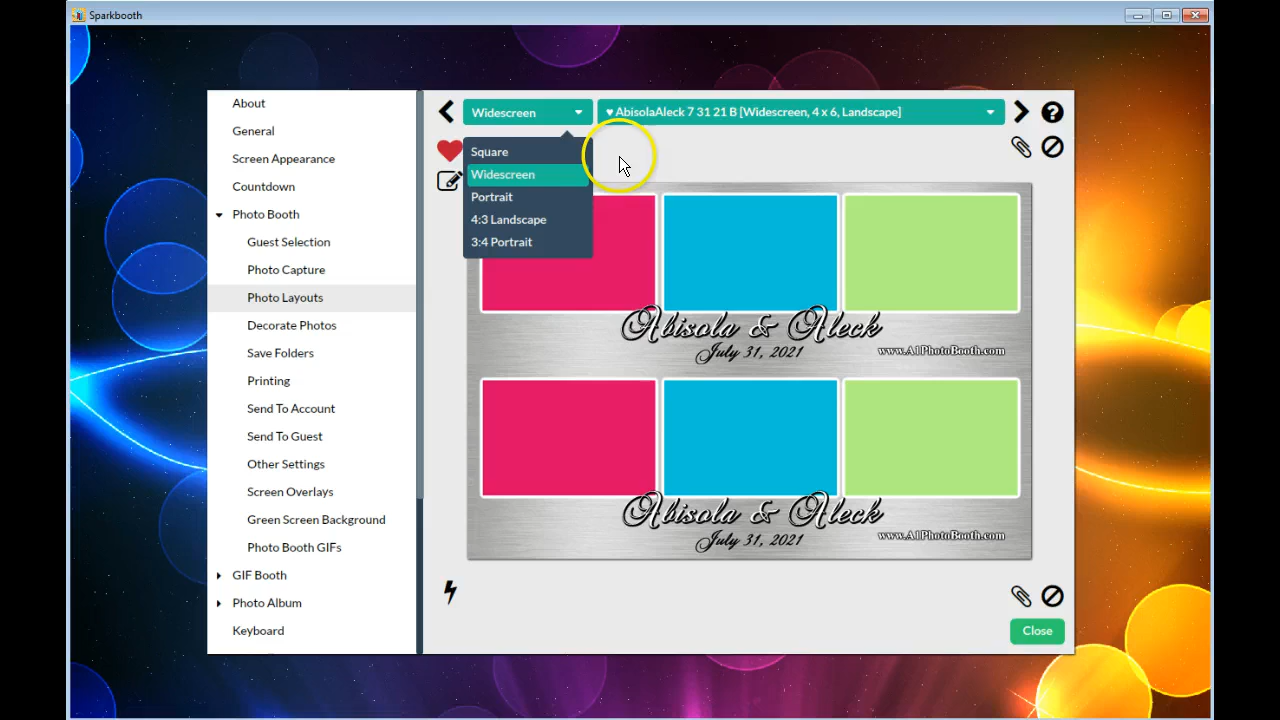 Sparkbooth
About
General
Screen Appearance
Countdown
Photo Booth
Guest Selection
Photo Capture
Photo Layouts
Decorate Photos
Save Folders
Printing
Send To Account
Send To Guest
Other Settings
Screen Overlays
Green Screen Background
Photo Booth GIFs
GIF Booth
Photo Album
Keyboard
Widescreen
♥ AbisolaAleck 7 31 21 B [Widescreen, 4 x 6, Landscape]
Square
Widescreen
Portrait
4:3 Landscape
3:4 Portrait
Abisola & Aleck
July 31, 2021
www.A1PhotoBooth.com
Abisola & Aleck
July 31, 2021
www.A1PhotoBooth.com
Close